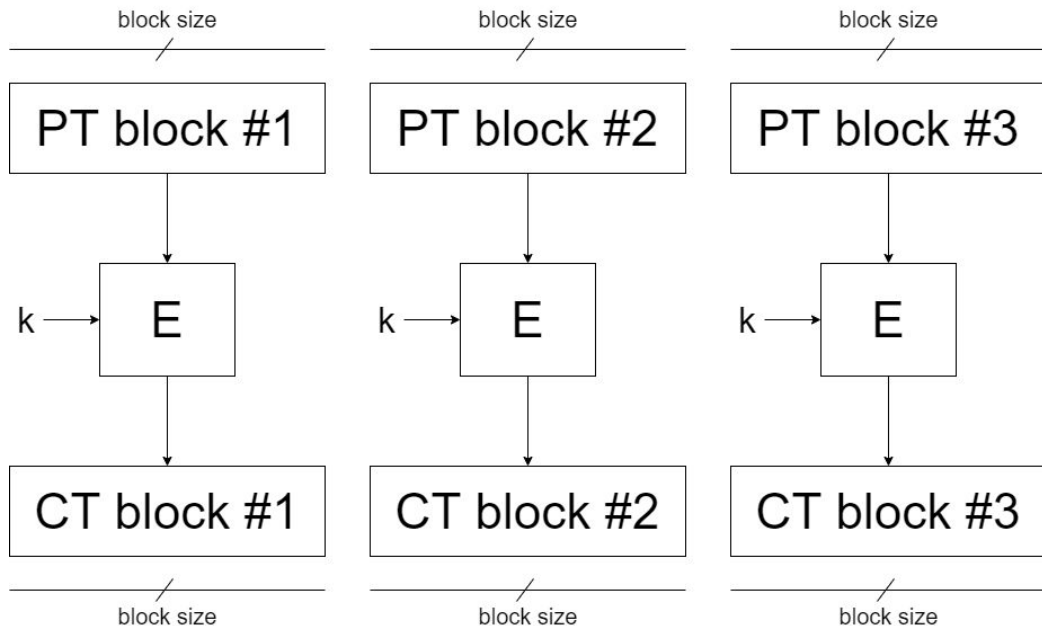 block size
block size
block size
PT block #1
PT block #2
PT block #3
k
E
k
E
k
E
CT block #1
CT block #2
CT block #3
block size
block size
block size